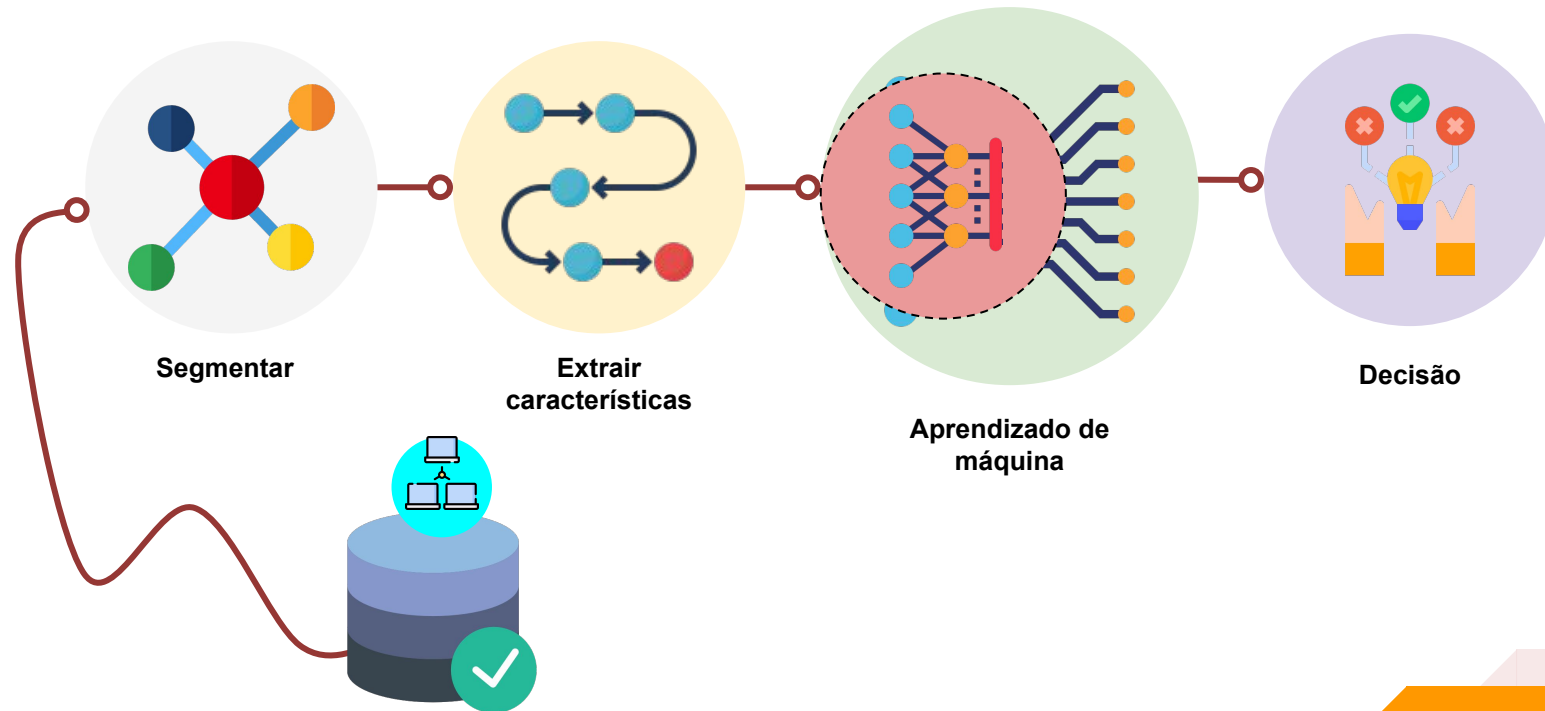 Segmentar
Extrair
características
Aprendizado de
máquina
Decisão